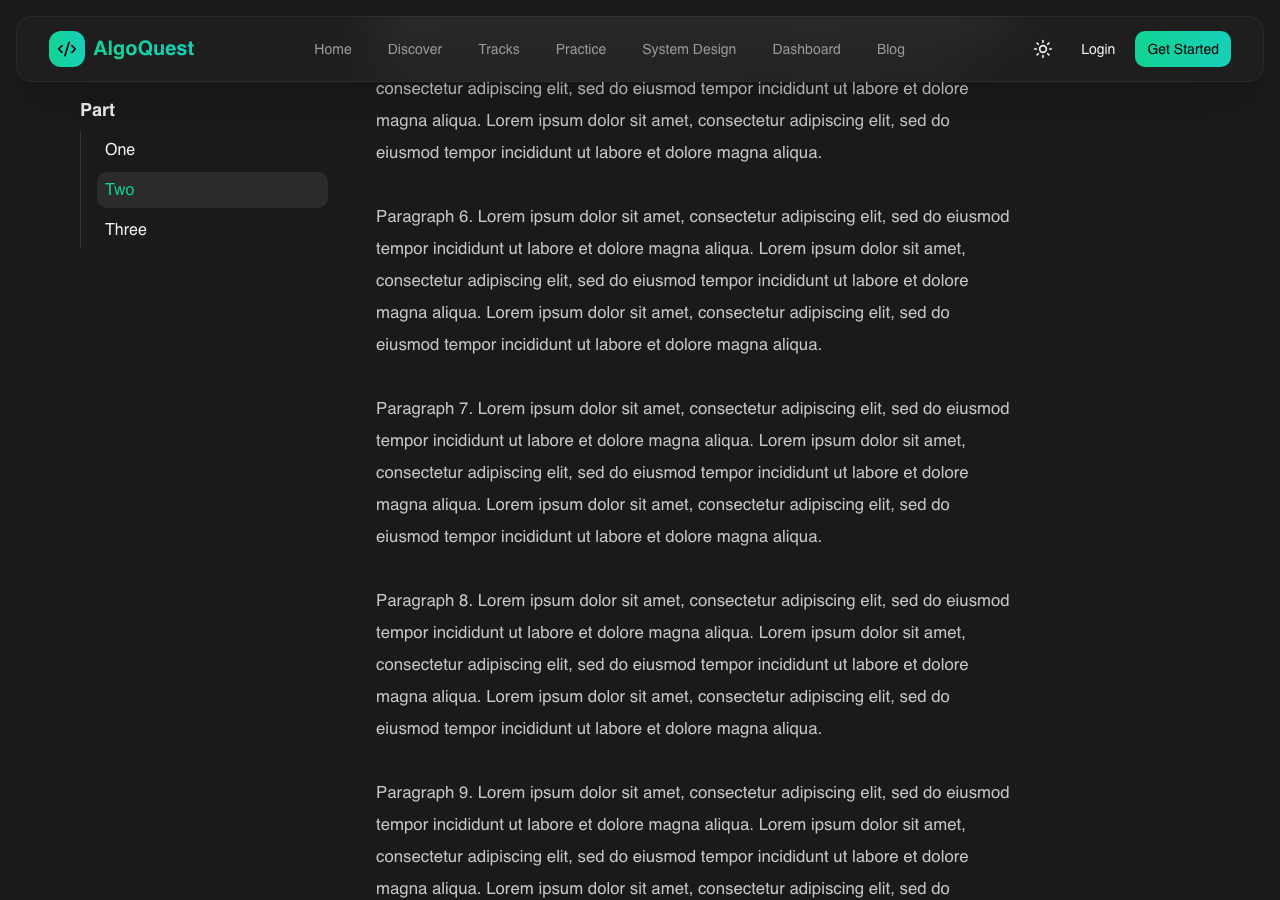 AlgoQuest
Home
Discover
Tracks
Practice
System Design
Dashboard
Blog
Login
Get Started
Part
One
Two
Three
consectetur adipiscing elit, sed do eiusmod tempor incididunt ut labore et dolore
magna aliqua. Lorem ipsum dolor sit amet, consectetur adipiscing elit, sed do
eiusmod tempor incididunt ut labore et dolore magna aliqua.
Paragraph 6. Lorem ipsum dolor sit amet, consectetur adipiscing elit, sed do eiusmod
tempor incididunt ut labore et dolore magna aliqua. Lorem ipsum dolor sit amet,
consectetur adipiscing elit, sed do eiusmod tempor incididunt ut labore et dolore
magna aliqua. Lorem ipsum dolor sit amet, consectetur adipiscing elit, sed do
eiusmod tempor incididunt ut labore et dolore magna aliqua.
Paragraph 7. Lorem ipsum dolor sit amet, consectetur adipiscing elit, sed do eiusmod
tempor incididunt ut labore et dolore magna aliqua. Lorem ipsum dolor sit amet,
consectetur adipiscing elit, sed do eiusmod tempor incididunt ut labore et dolore
magna aliqua. Lorem ipsum dolor sit amet, consectetur adipiscing elit, sed do
eiusmod tempor incididunt ut labore et dolore magna aliqua.
Paragraph 8. Lorem ipsum dolor sit amet, consectetur adipiscing elit, sed do eiusmod
tempor incididunt ut labore et dolore magna aliqua. Lorem ipsum dolor sit amet,
consectetur adipiscing elit, sed do eiusmod tempor incididunt ut labore et dolore
magna aliqua. Lorem ipsum dolor sit amet, consectetur adipiscing elit, sed do
eiusmod tempor incididunt ut labore et dolore magna aliqua.
Paragraph 9. Lorem ipsum dolor sit amet, consectetur adipiscing elit, sed do eiusmod
tempor incididunt ut labore et dolore magna aliqua. Lorem ipsum dolor sit amet,
consectetur adipiscing elit, sed do eiusmod tempor incididunt ut labore et dolore
magna aliqua. Lorem ipsum dolor sit amet, consectetur adipiscing elit, sed do